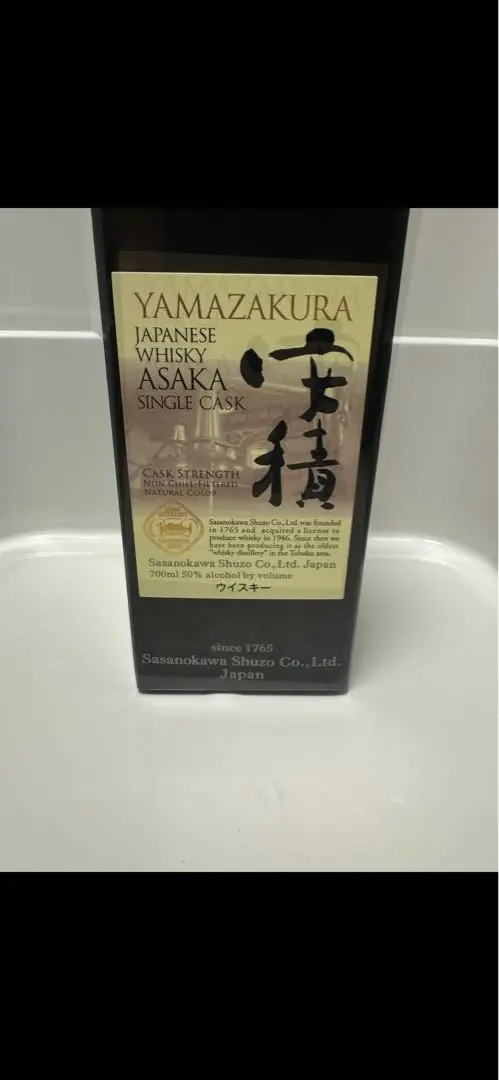 YAMAZAKURA
JAPANESE
WHISKY
ASAKA
SINGLE CASK
安積
CASK STRENGTH
NON CHILL-FILTERED
NATURAL COLOR
Sasanokawa Shuzo Co., Ltd. was founded
in 1765 and acquired a license to
produce whisky in 1946. Since then we
have been producing it as the oldest
"whisky distillery" in the Tohoku area.
Sasanokawa Shuzo Co.,Ltd. Japan
700ml 50% alcohol by volume
ウイスキー
since 1765
Sasanokawa Shuzo Co.,Ltd.
Japan